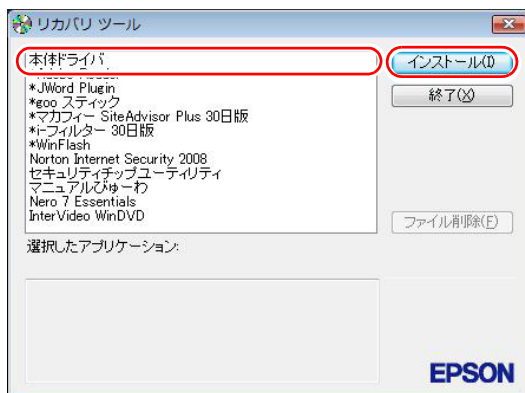 リカバリ ツール
本体ドライバ
インストール(I)
*JWord Plugin
終了(X)
*goo スティック
*マカフィー SiteAdvisor Plus 30日版
*i-フィルター 30日版
*WinFlash
Norton Internet Security 2008
セキュリティチップユーティリティ
マニュアルびゅーわ
Nero 7 Essentials
InterVideo WinDVD
ファイル削除(F)
選択したアプリケーション:
EPSON